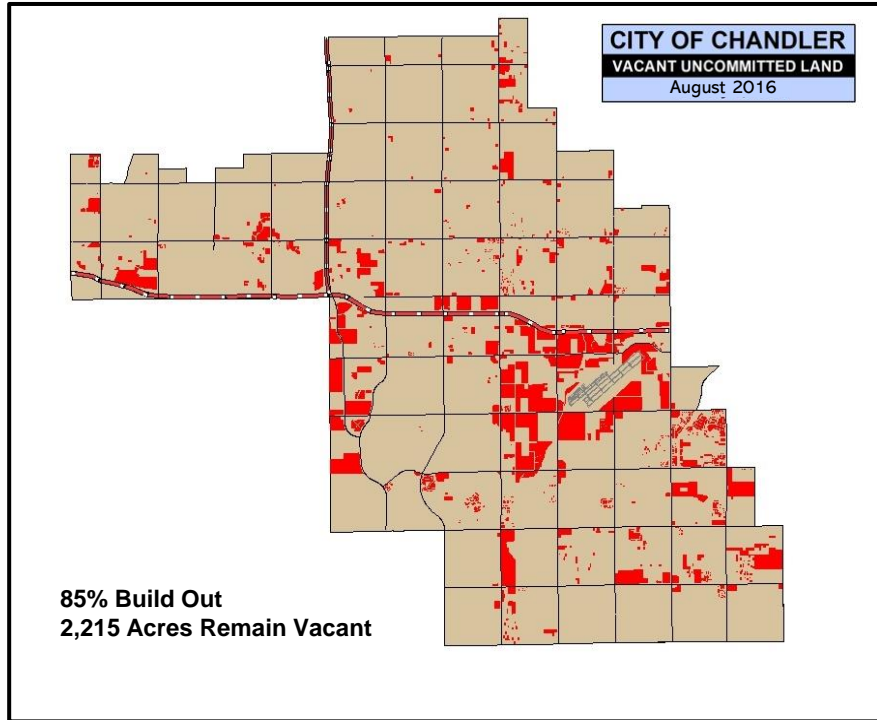 CITY OF CHANDLER
VACANT UNCOMMITTED LAND
August 2016
85% Build Out
2,215 Acres Remain Vacant